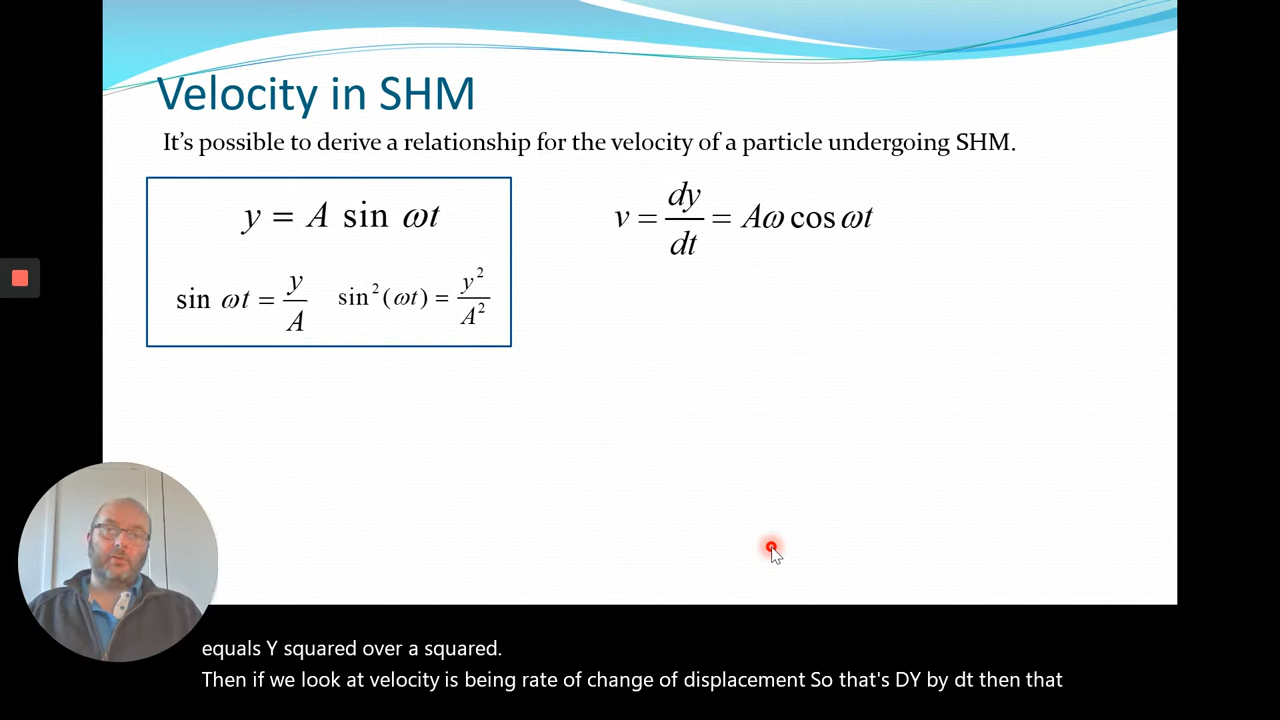 Velocity in SHM
It's possible to derive a relationship for the velocity of a particle undergoing SHM.
y = A sin ωt
v = dy/dt = Aω cos ωt
sin ωt = y/A
sin²(ωt) = y²/A²
equals Y squared over a squared.
Then if we look at velocity is being rate of change of displacement So that's DY by dt then that